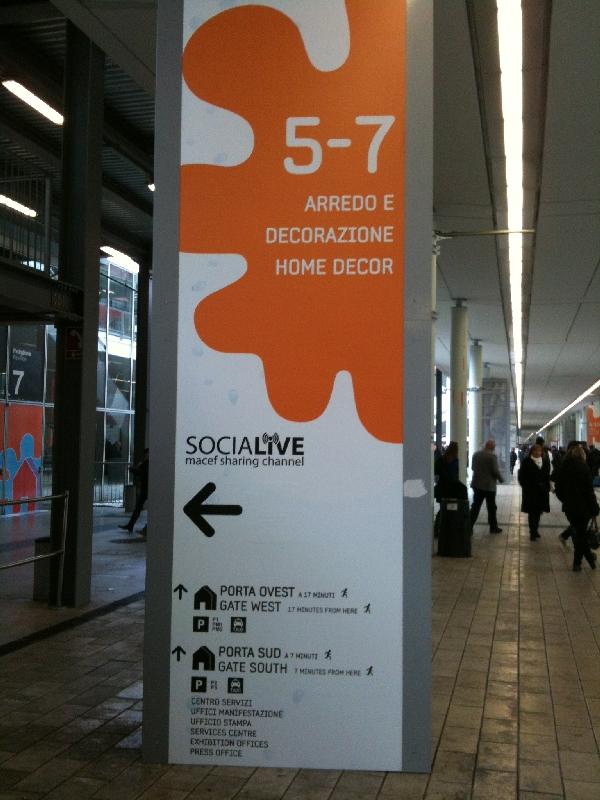 5-7
ARREDO E
DECORAZIONE
HOME DECOR
7
SOCIALIVE
macef sharing channel
PORTA OVEST A 17 MINUTI
GATE WEST 17 MINUTES FROM HERE
P
PORTA SUD A 7 MINUTI
GATE SOUTH 7 MINUTES FROM HERE
P
CENTRO SERVIZI
UFFICI MANIFESTAZIONE
UFFICIO STAMPA
SERVICES CENTRE
EXHIBITION OFFICES
PRESS OFFICE